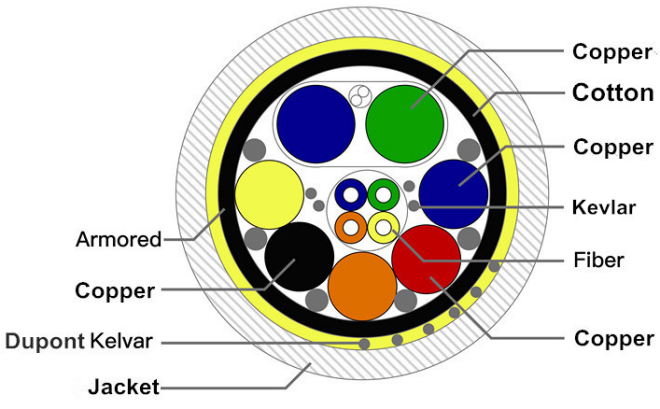 Copper
Cotton
Copper
Kevlar
Armored
Fiber
Copper
Dupont Kelvar
Copper
Jacket